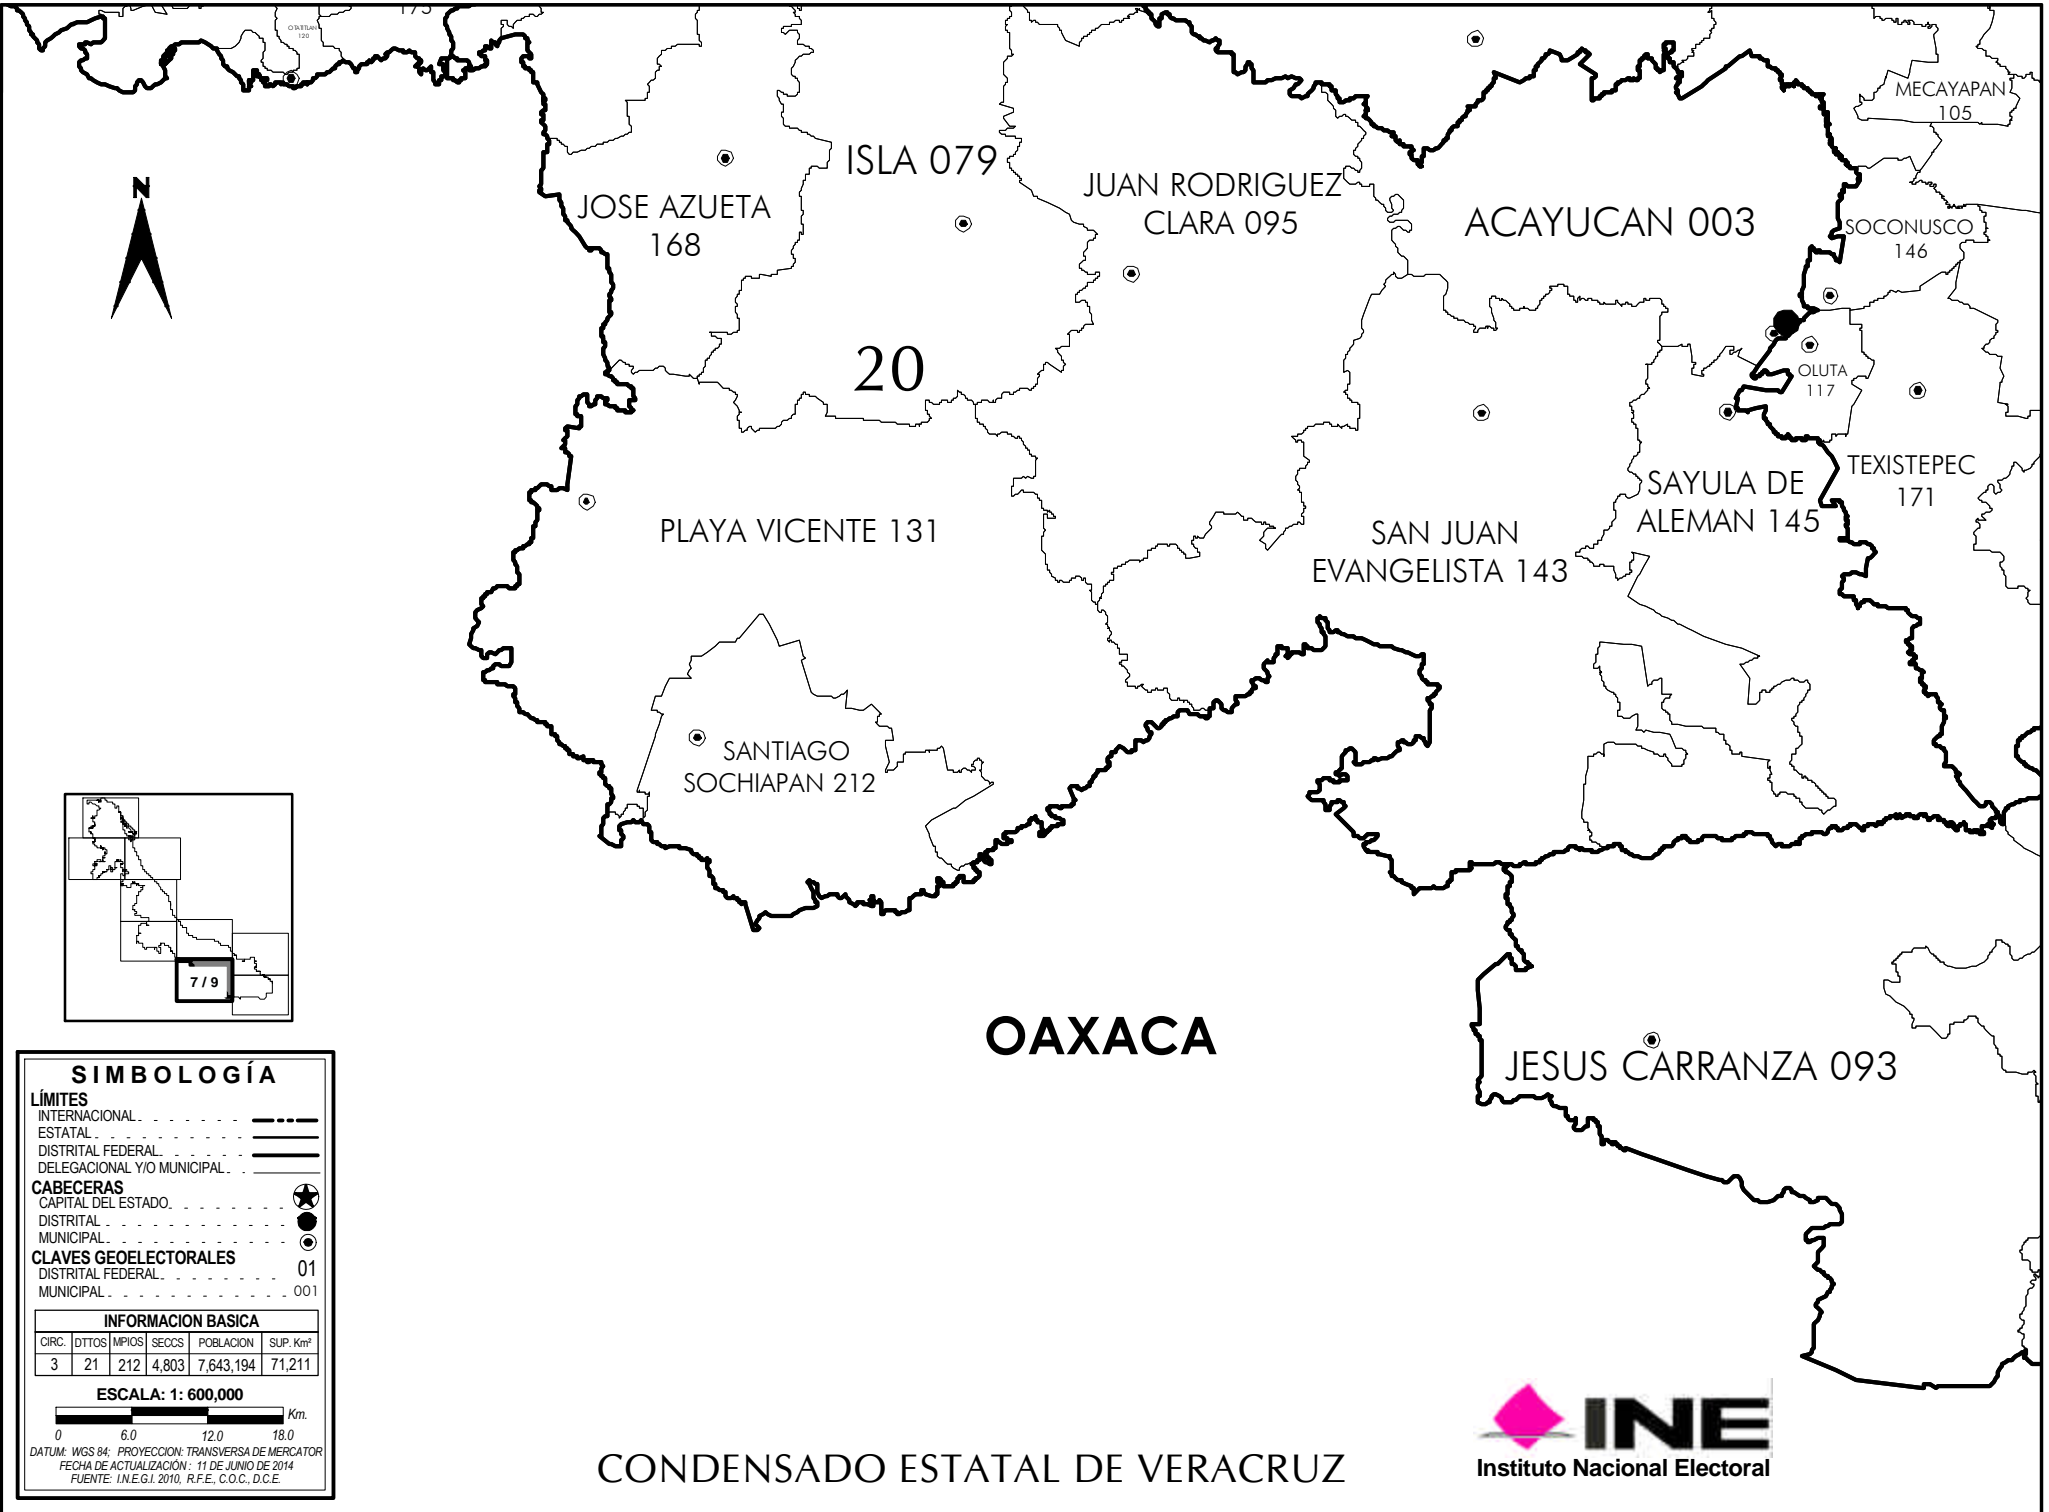 175
OTATITLAN
120
MECAYAPAN
105
N
ISLA 079
JOSE AZUETA
168
JUAN RODRIGUEZ
CLARA 095
ACAYUCAN 003
SOCONUSCO
146
20
OLUTA
117
TEXISTEPEC
171
SAYULA DE
ALEMAN 145
PLAYA VICENTE 131
SAN JUAN
EVANGELISTA 143
SANTIAGO
SOCHIAPAN 212
7 / 9
OAXACA
JESUS CARRANZA 093
SIMBOLOGÍA
LÍMITES
INTERNACIONAL
ESTATAL
DISTRITAL FEDERAL
DELEGACIONAL Y/O MUNICIPAL
CABECERAS
CAPITAL DEL ESTADO
DISTRITAL
MUNICIPAL
CLAVES GEOELECTORALES
DISTRITAL FEDERAL 01
MUNICIPAL 001
INFORMACION BASICA
CIRC. DTTOS MPIOS SECCS POBLACION SUP. Km²
3 21 212 4,803 7,643,194 71,211
ESCALA: 1: 600,000
Km.
0 6.0 12.0 18.0
DATUM: WGS 84; PROYECCION: TRANSVERSA DE MERCATOR
FECHA DE ACTUALIZACIÓN : 11 DE JUNIO DE 2014
FUENTE: I.N.E.G.I. 2010, R.F.E., C.O.C., D.C.E.
CONDENSADO ESTATAL DE VERACRUZ
INE
Instituto Nacional Electoral